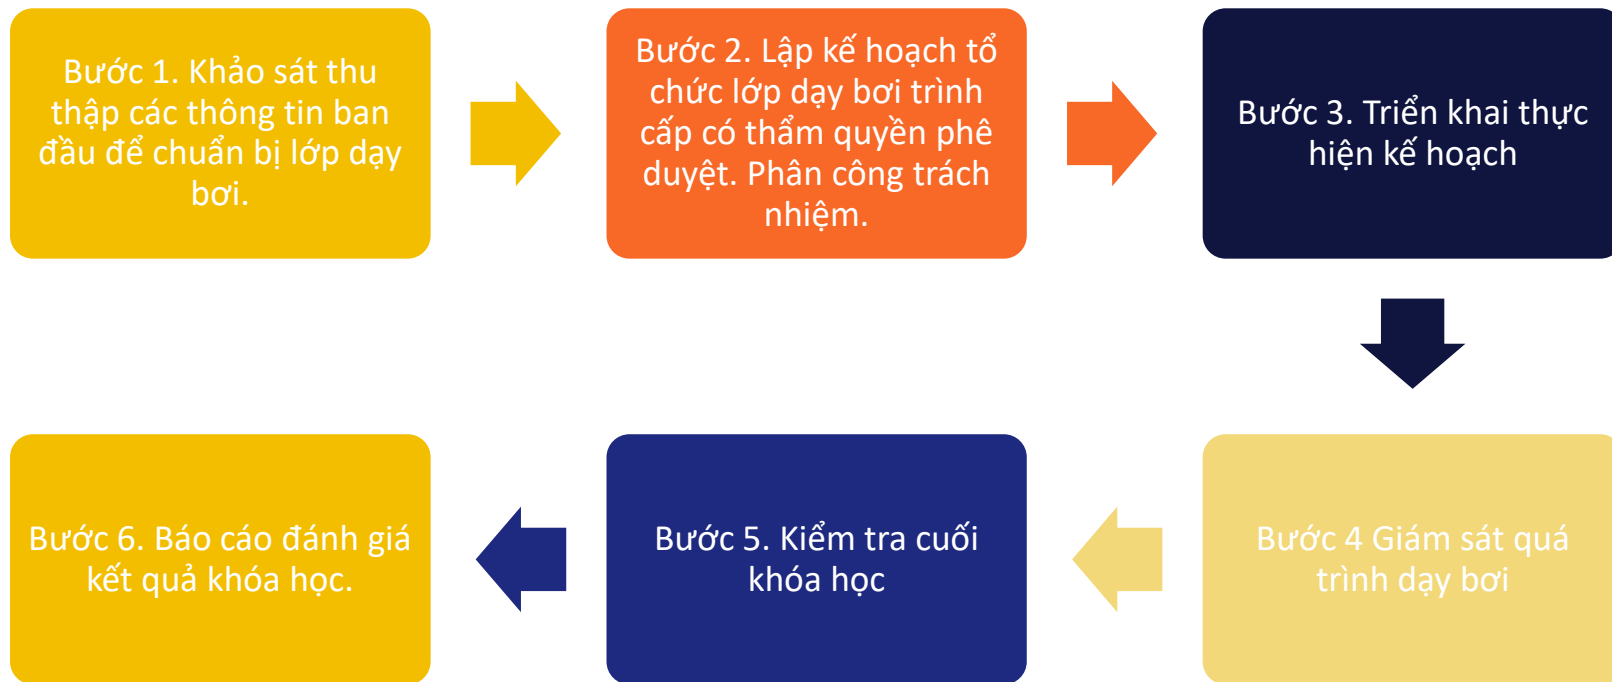 Bước 1. Khảo sát thu
thập các thông tin ban
đầu để chuẩn bị lớp dạy
bơi.
Bước 2. Lập kế hoạch tổ
chức lớp dạy bơi trình
cấp có thẩm quyền phê
duyệt. Phân công trách
nhiệm.
Bước 3. Triển khai thực
hiện kế hoạch
Bước 4 Giám sát quá
trình dạy bơi
Bước 5. Kiểm tra cuối
khóa học
Bước 6. Báo cáo đánh giá
kết quả khóa học.